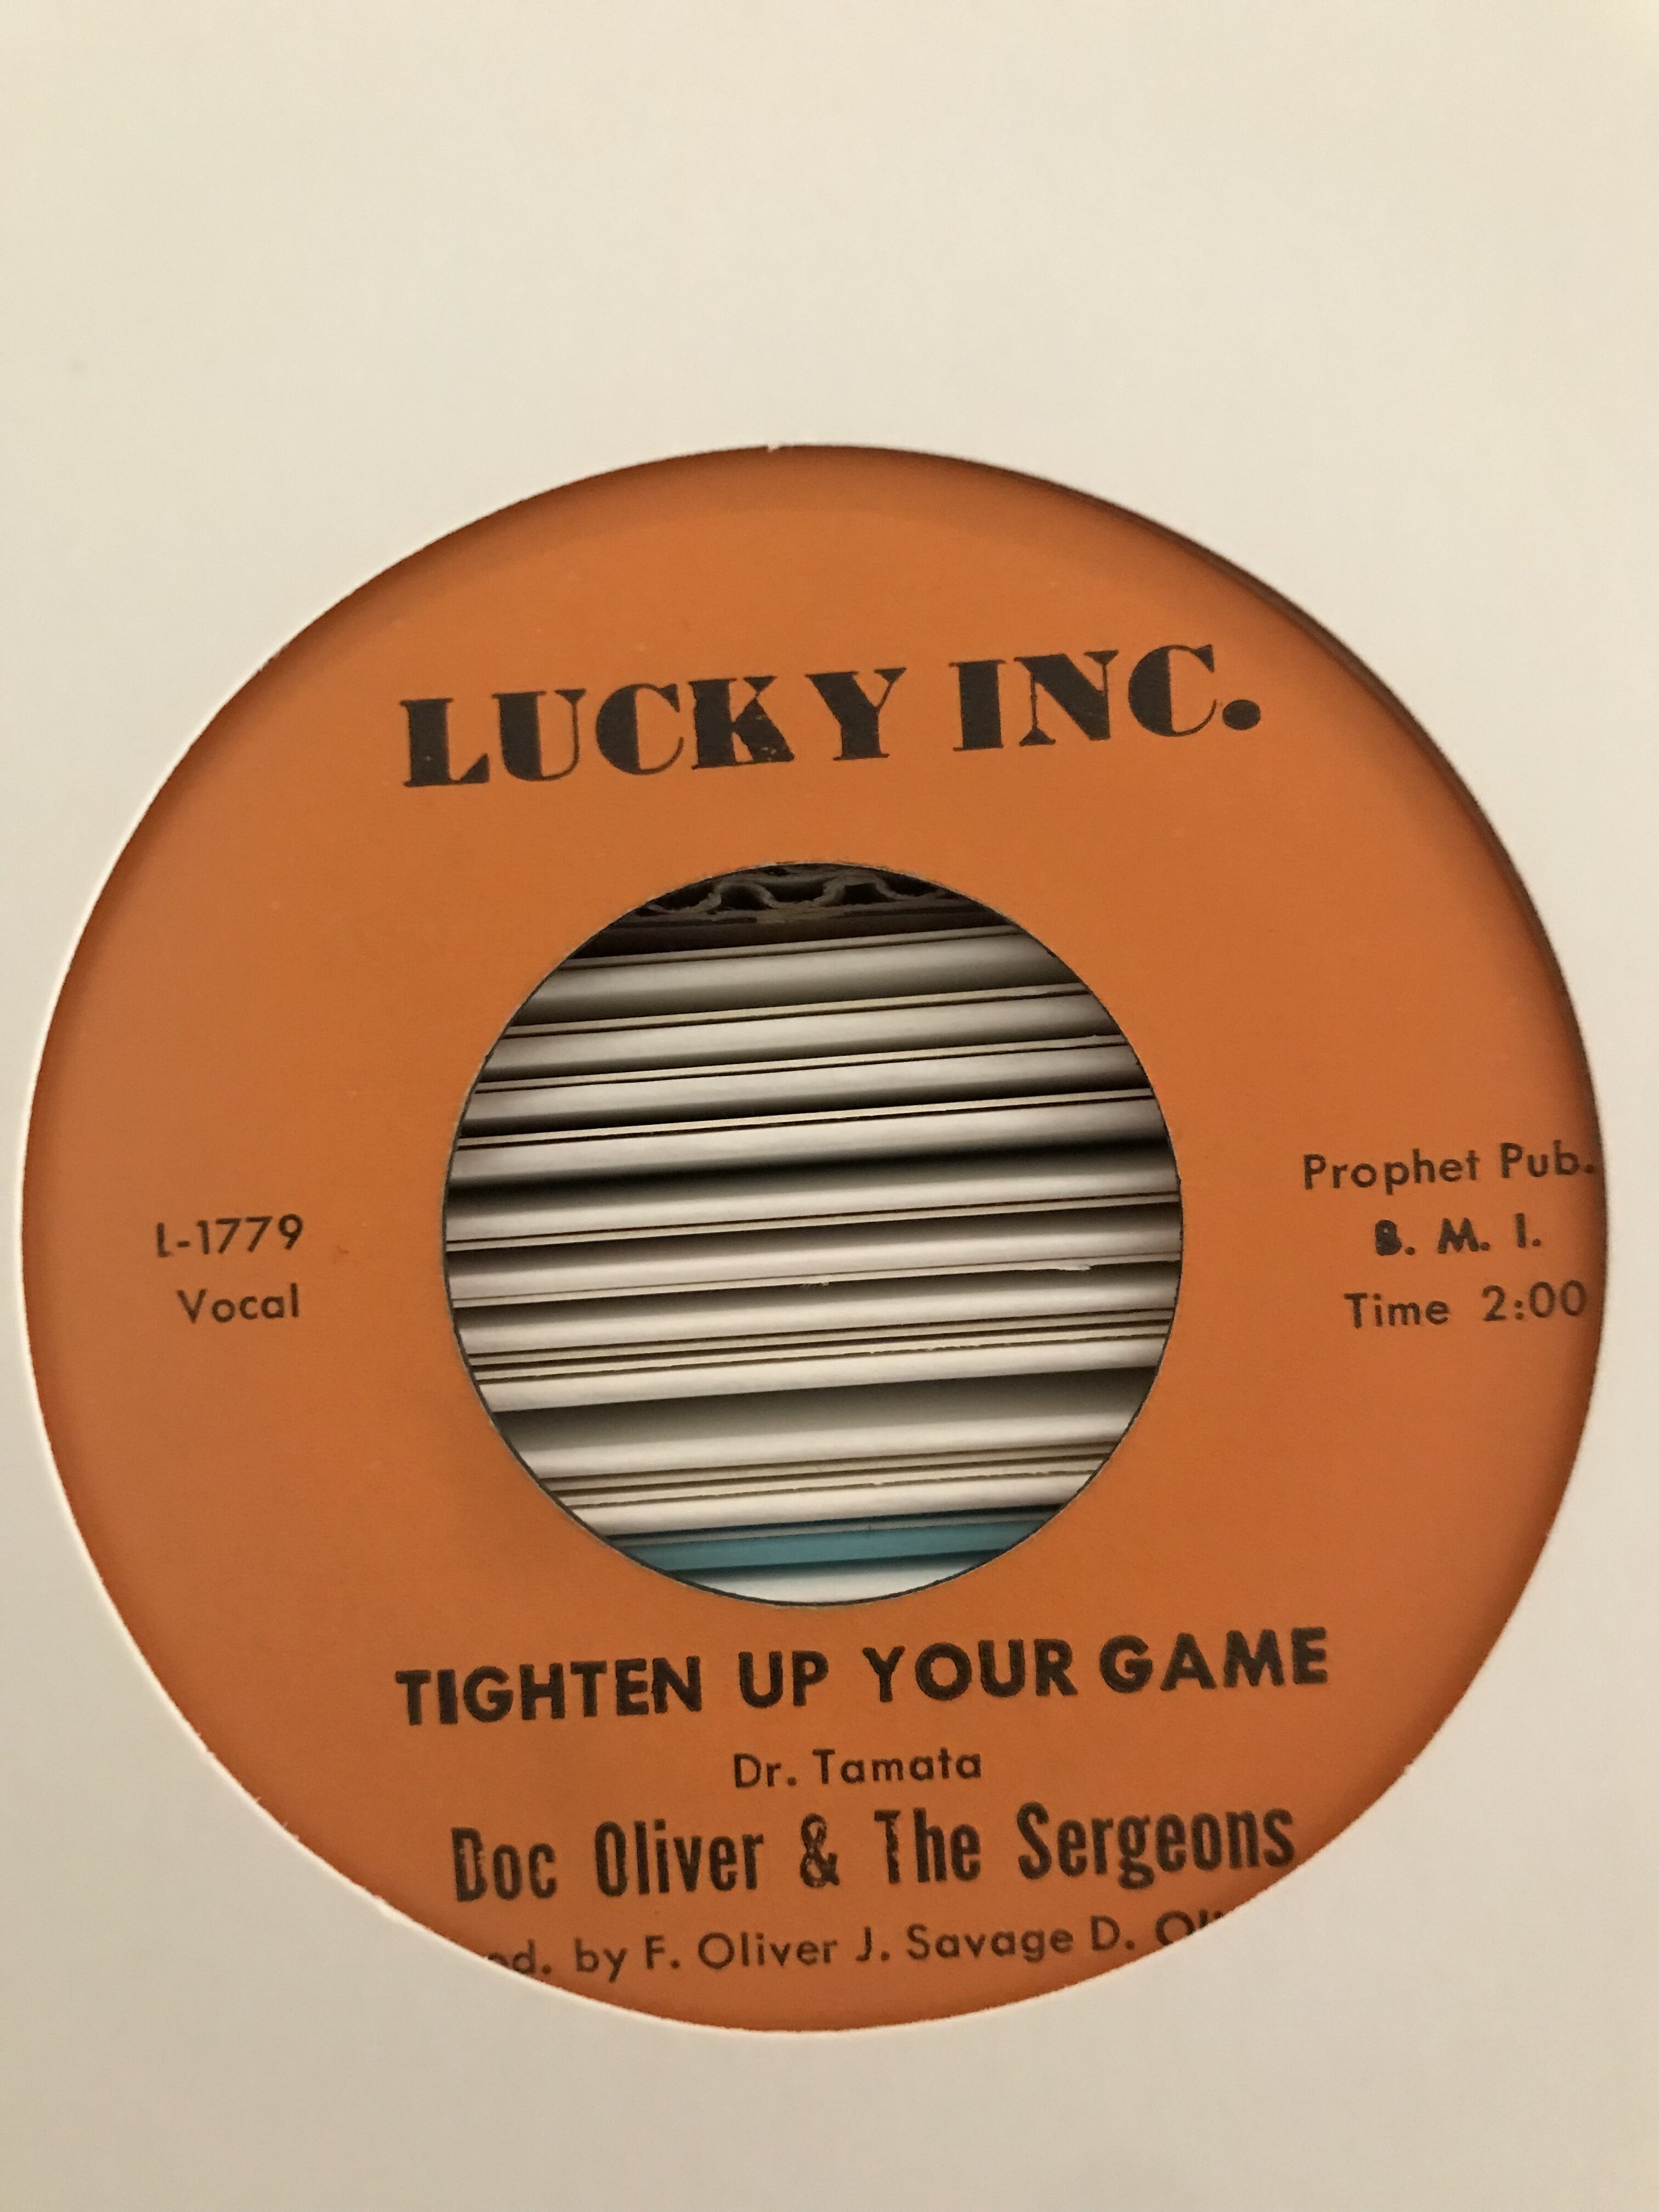 LUCKY INC.
L-1779
Vocal
Prophet Pub.
B. M. I.
Time 2:00
TIGHTEN UP YOUR GAME
Dr. Tamata
Doc Oliver & The Sergeons
by F. Oliver J. Savage D.